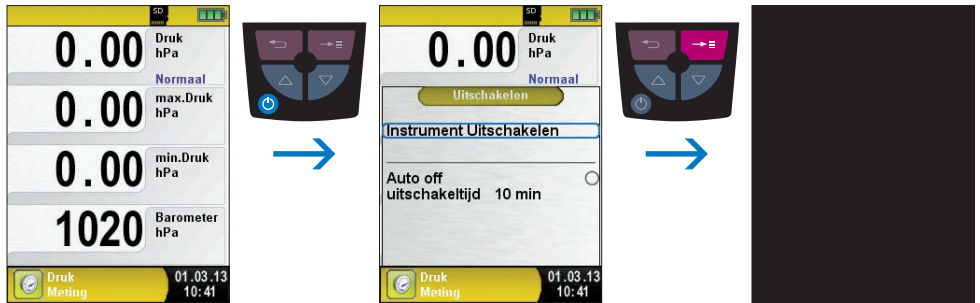 SD
0.00 Druk
hPa
Normaal
0.00 max.Druk
hPa
0.00 min.Druk
hPa
1020 Barometer
hPa
Druk 01.03.13
Meting 10:41
SD
0.00 Druk
hPa
Normaal
Uitschakelen
Instrument Uitschakelen
Auto off
uitschakeltijd 10 min
Druk 01.03.13
Meting 10:41